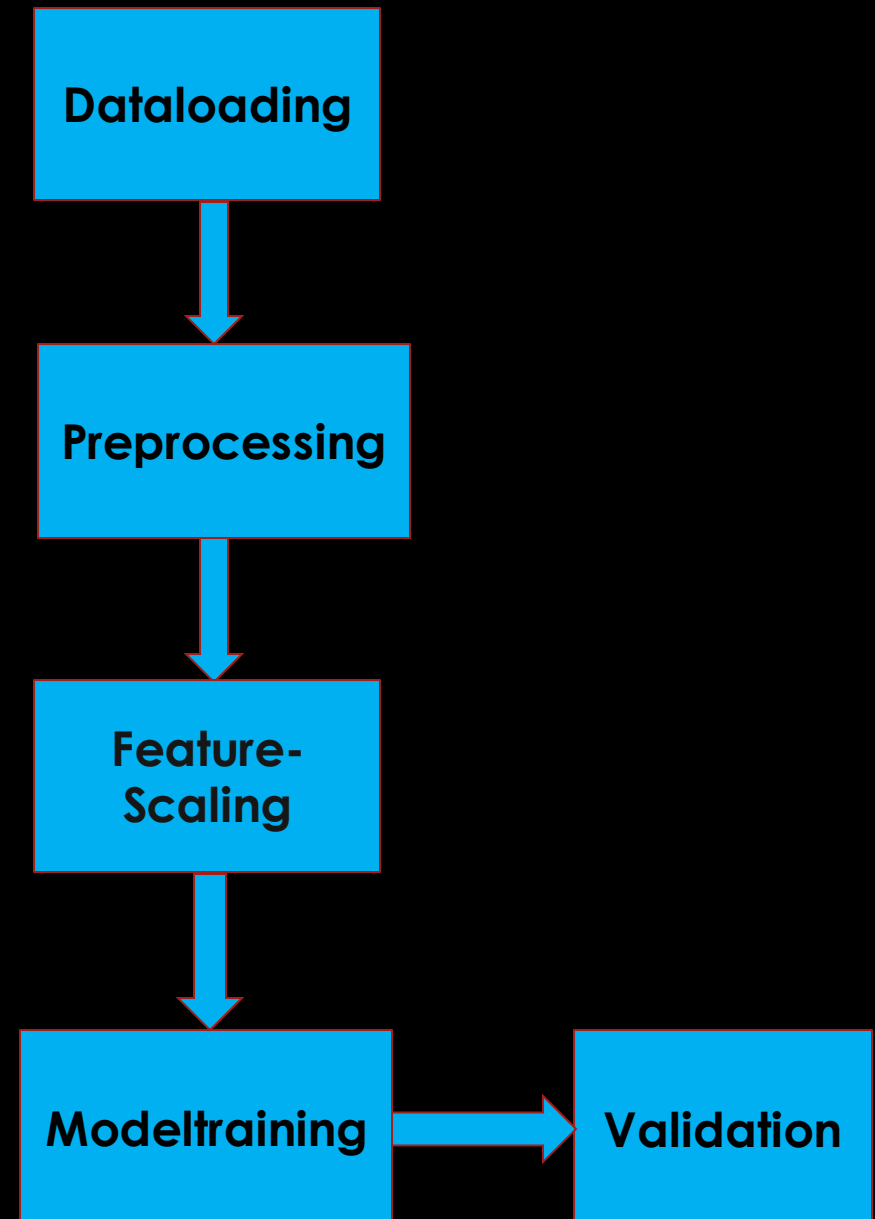 Dataloading
Preprocessing
Feature-
Scaling
Modeltraining
Validation